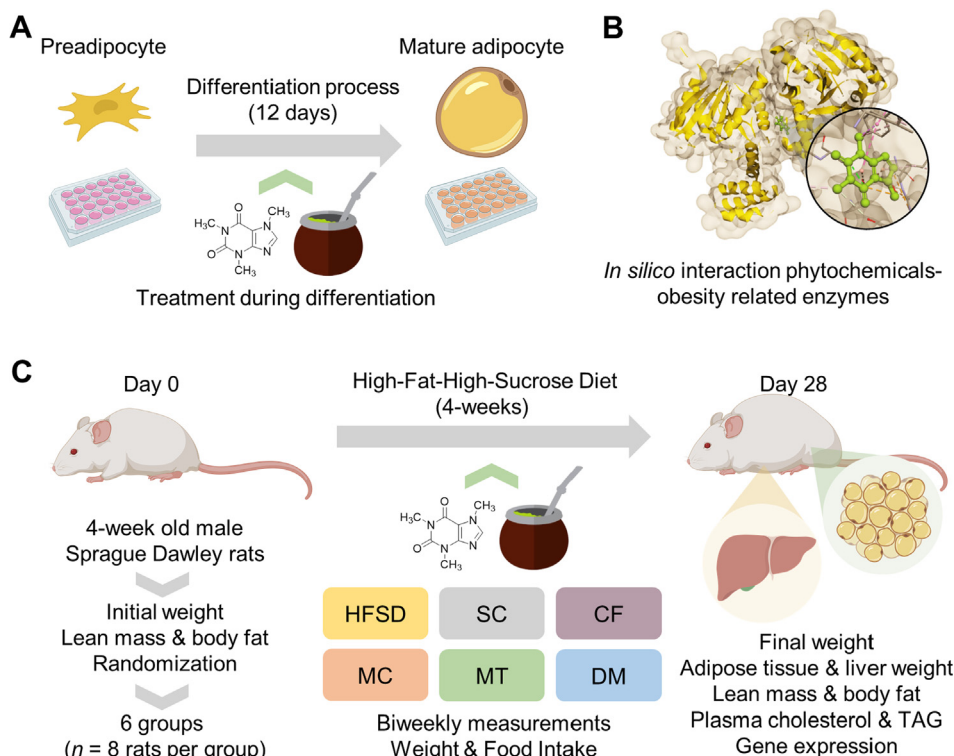 A
Preadipocyte
Mature adipocyte
Differentiation process
(12 days)
O
H₃C
N
CH₃
N
O
N
N
CH₃
Treatment during differentiation
B
In silico interaction phytochemicals-
obesity related enzymes
C
Day 0
High-Fat-High-Sucrose Diet
(4-weeks)
Day 28
O
H₃C
N
CH₃
N
O
N
N
CH₃
4-week old male
Sprague Dawley rats
Initial weight
Lean mass & body fat
Randomization
6 groups
(n = 8 rats per group)
HFSD
SC
CF
MC
MT
DM
Biweekly measurements
Weight & Food Intake
Final weight
Adipose tissue & liver weight
Lean mass & body fat
Plasma cholesterol & TAG
Gene expression